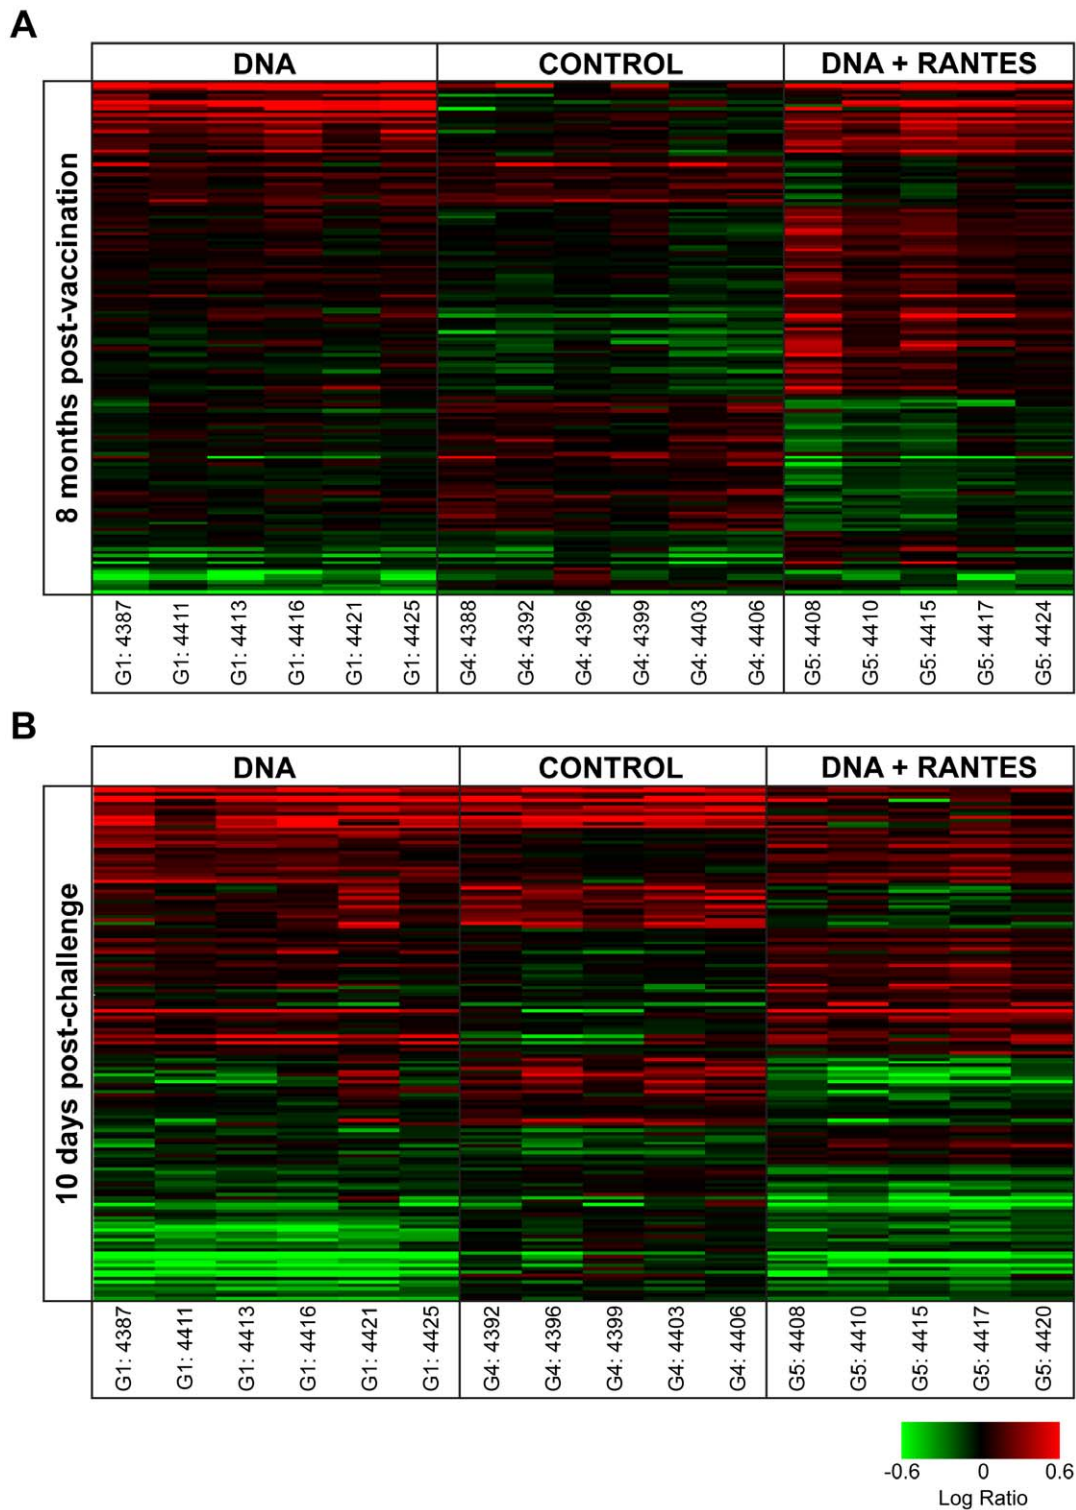 A
DNA
CONTROL
DNA + RANTES
8 months post-vaccination
G1: 4387
G1: 4411
G1: 4413
G1: 4416
G1: 4421
G1: 4425
G4: 4388
G4: 4392
G4: 4396
G4: 4399
G4: 4403
G4: 4406
G5: 4408
G5: 4410
G5: 4415
G5: 4417
G5: 4424
B
DNA
CONTROL
DNA + RANTES
10 days post-challenge
G1: 4387
G1: 4411
G1: 4413
G1: 4416
G1: 4421
G1: 4425
G4: 4392
G4: 4396
G4: 4399
G4: 4403
G4: 4406
G5: 4408
G5: 4410
G5: 4415
G5: 4417
G5: 4420
-0.6 0 0.6
Log Ratio